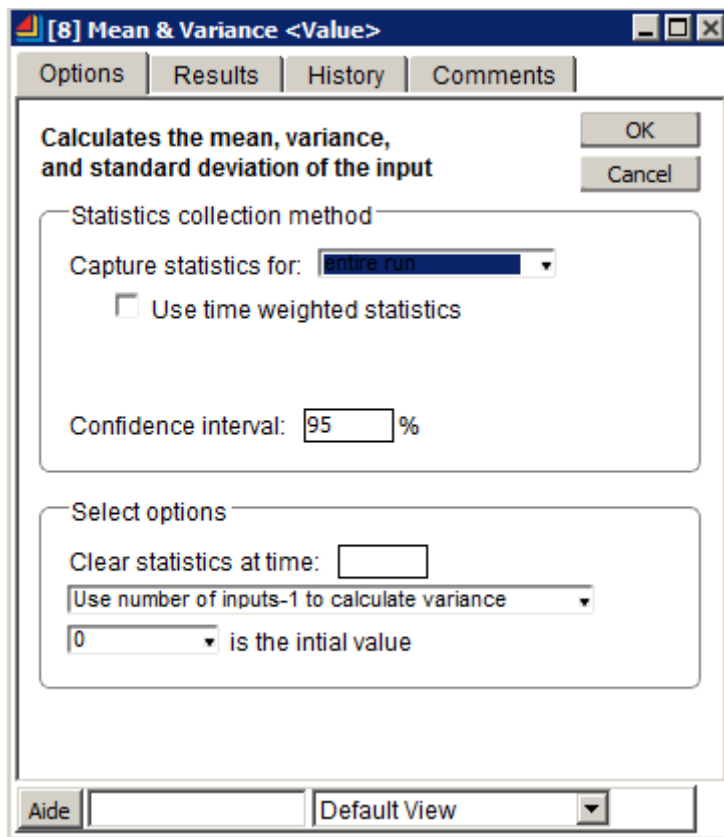 [8] Mean & Variance <Value>
Options Results History Comments
Calculates the mean, variance,
and standard deviation of the input
OK
Cancel
Statistics collection method
Capture statistics for: entire run
Use time weighted statistics
Confidence interval: 95 %
Select options
Clear statistics at time:
Use number of inputs-1 to calculate variance
0 is the intial value
Aide Default View